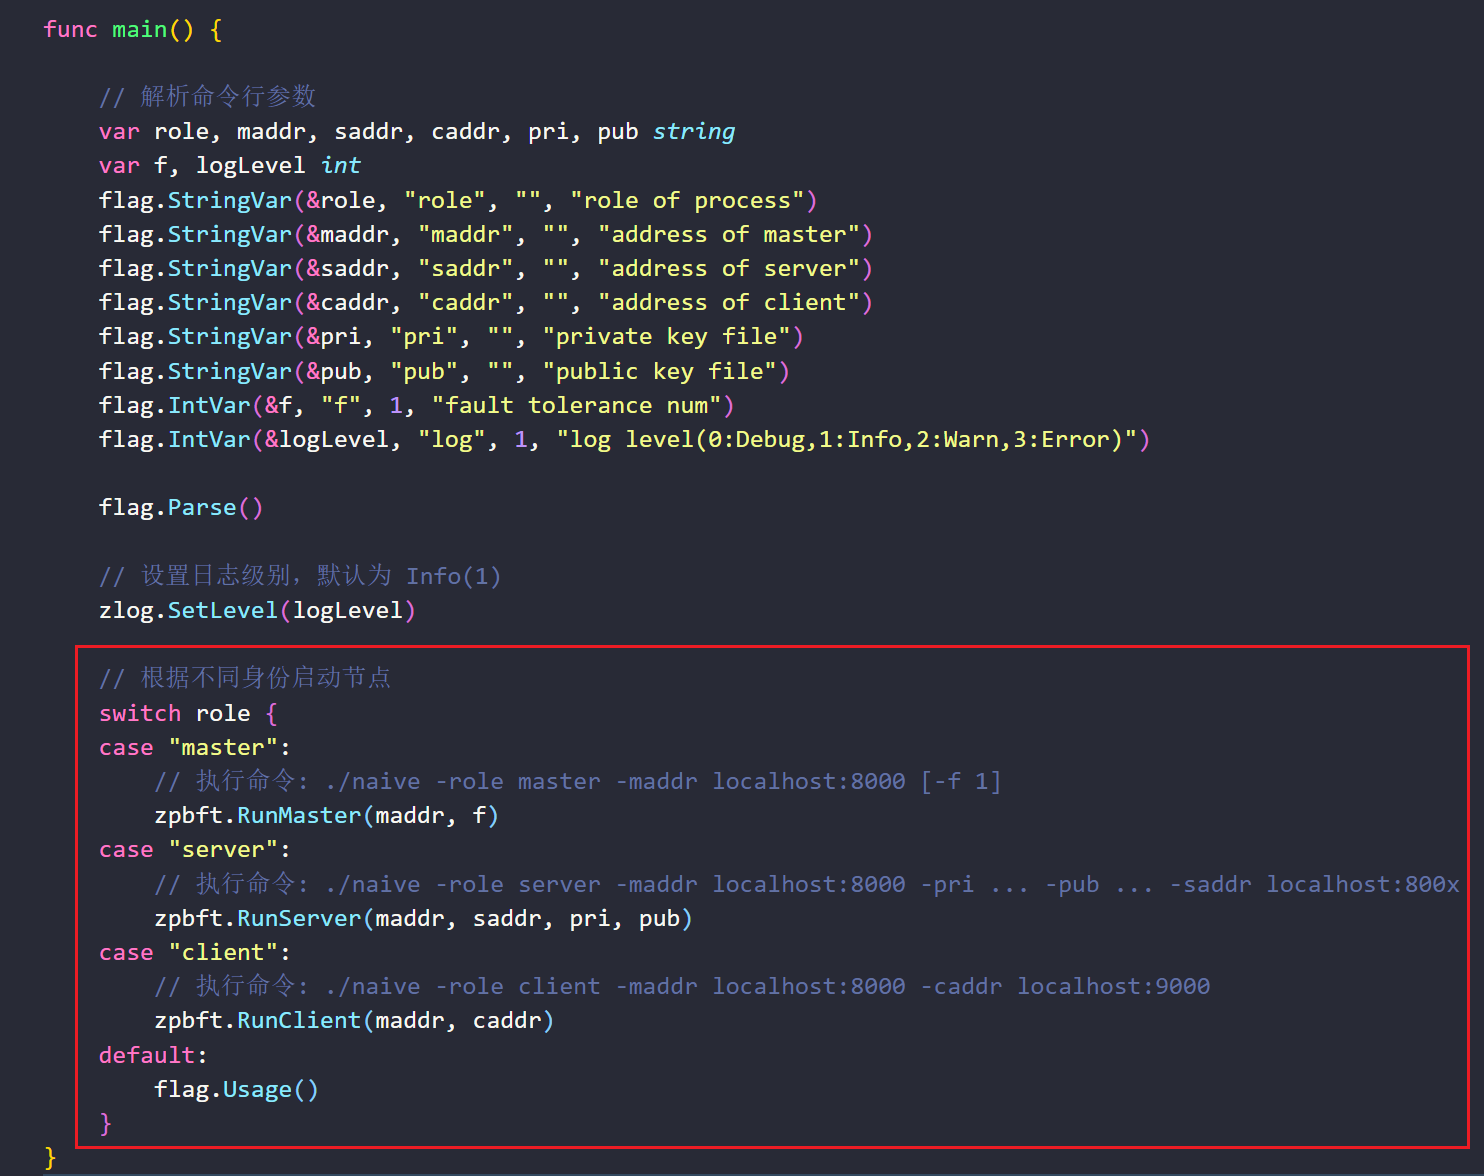 func main() {
// 解析命令行参数
var role, maddr, saddr, caddr, pri, pub string
var f, logLevel int
flag.StringVar(&role, "role", "", "role of process")
flag.StringVar(&maddr, "maddr", "", "address of master")
flag.StringVar(&saddr, "saddr", "", "address of server")
flag.StringVar(&caddr, "caddr", "", "address of client")
flag.StringVar(&pri, "pri", "", "private key file")
flag.StringVar(&pub, "pub", "", "public key file")
flag.IntVar(&f, "f", 1, "fault tolerance num")
flag.IntVar(&logLevel, "log", 1, "log level(0:Debug,1:Info,2:Warn,3:Error)")
flag.Parse()
// 设置日志级别，默认为 Info(1)
zlog.SetLevel(logLevel)
// 根据不同身份启动节点
switch role {
case "master":
// 执行命令: ./naive -role master -maddr localhost:8000 [-f 1]
zpbft.RunMaster(maddr, f)
case "server":
// 执行命令: ./naive -role server -maddr localhost:8000 -pri ... -pub ... -saddr localhost:800x
zpbft.RunServer(maddr, saddr, pri, pub)
case "client":
// 执行命令: ./naive -role client -maddr localhost:8000 -caddr localhost:9000
zpbft.RunClient(maddr, caddr)
default:
flag.Usage()
}
}